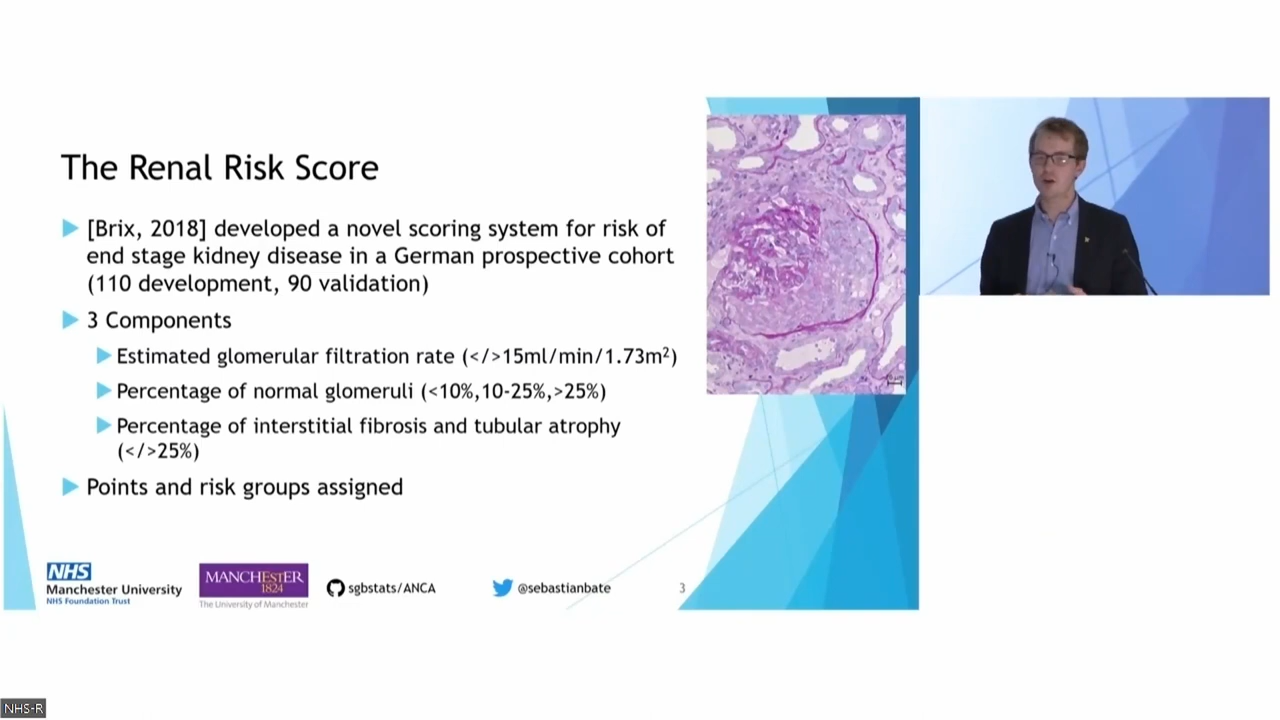 The Renal Risk Score
[Brix, 2018] developed a novel scoring system for risk of
end stage kidney disease in a German prospective cohort
(110 development, 90 validation)
3 Components
Estimated glomerular filtration rate (</>15ml/min/1.73m²)
Percentage of normal glomeruli (<10%,10-25%,>25%)
Percentage of interstitial fibrosis and tubular atrophy
(</>25%)
Points and risk groups assigned
NHS
Manchester University
NHS Foundation Trust
MANCHESTER
1824
The University of Manchester
sgbstats/ANCA
@sebastianbate
3
NHS-R